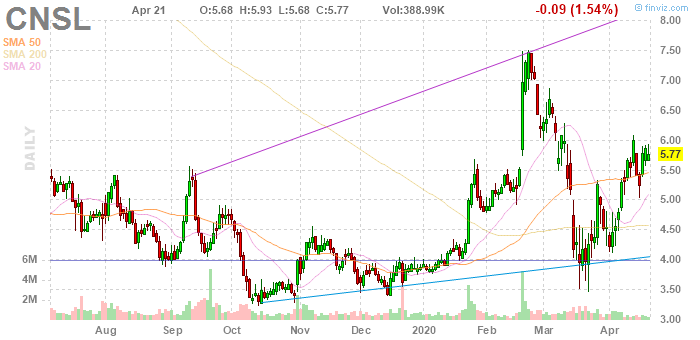 CNSL Apr 21 O:5.68 H:5.93 L:5.68 C:5.77 Vol:388.99K -0.09 (1.54%) © finviz.com
SMA 50
SMA 200
SMA 20
DAILY
8.00
7.50
7.00
6.50
6.00
5.77
5.50
5.00
4.50
4.00
3.50
3.00
6M
4M
2M
Aug Sep Oct Nov Dec 2020 Feb Mar Apr